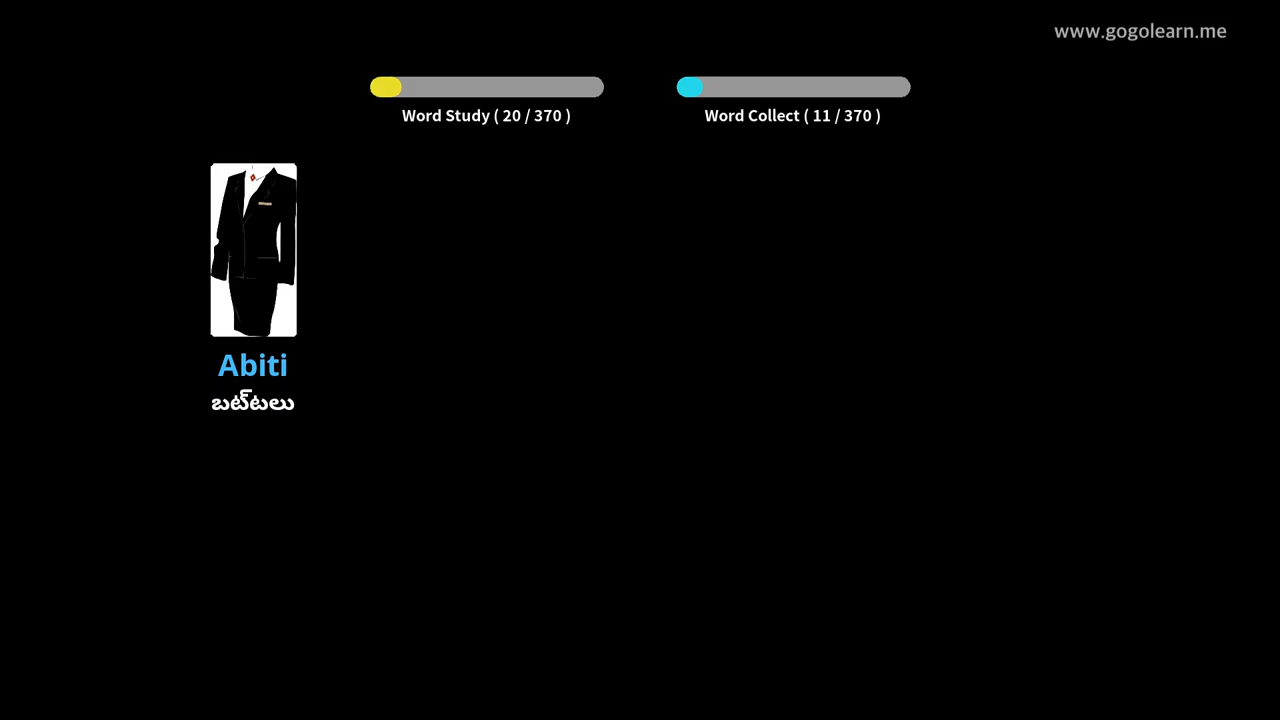 www.gogolearn.me
Word Study ( 20 / 370 )
Word Collect ( 11 / 370 )
Abiti
బట్టలు